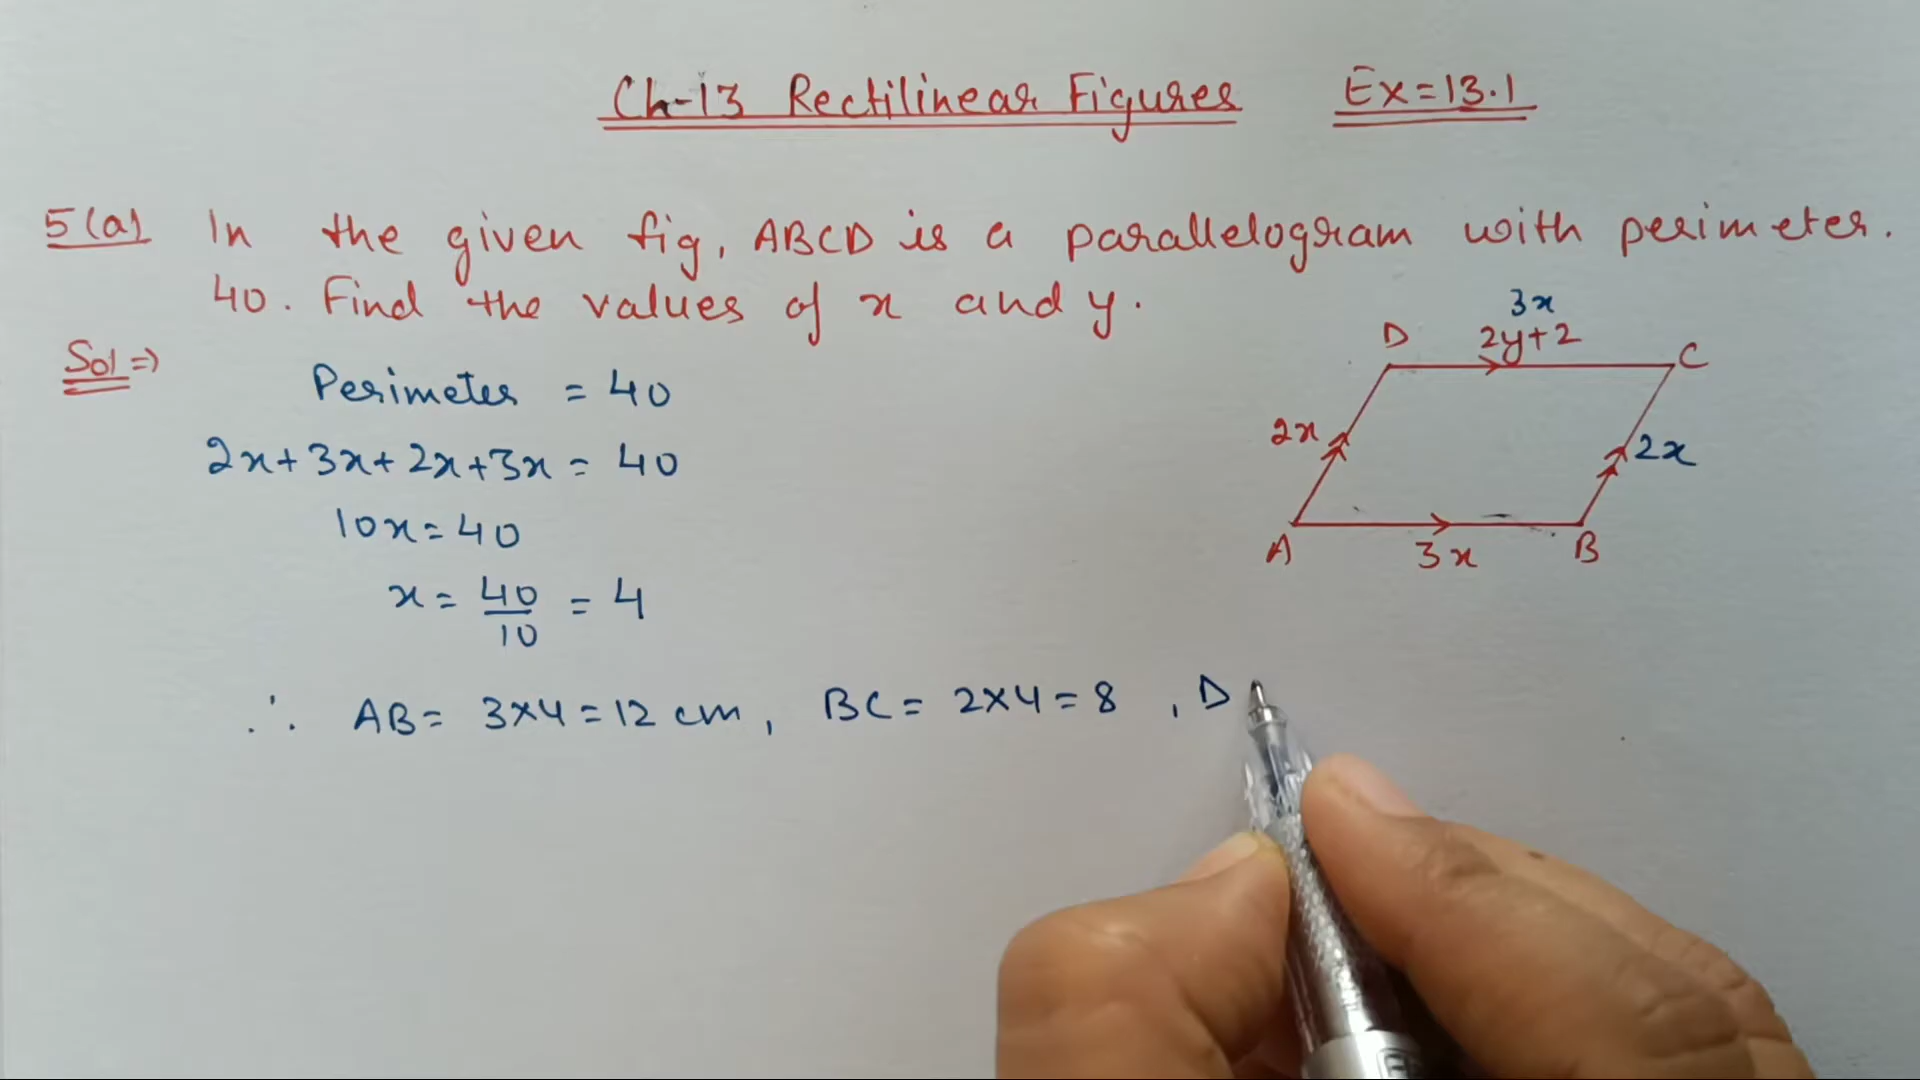 Ch-13 Rectilinear Figures Ex=13.1
5(a) In the given fig, ABCD is a parallelogram with perimeter.
40. Find the values of x and y.
Sol⇒
Perimeter = 40
2x+3x+2x+3x = 40
10x = 40
x = 40/10 = 4
∴ AB = 3×4 = 12 cm, BC = 2×4 = 8 , D
3x
D 2y+2 C
2x 2x
A 3x B